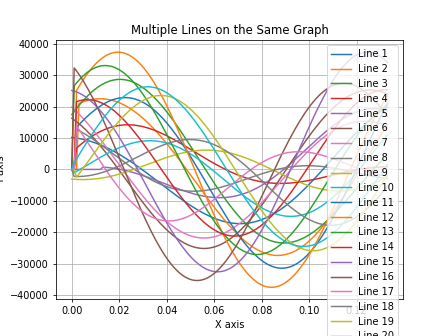 Multiple Lines on the Same Graph
40000
30000
20000
10000
0
-10000
-20000
-30000
-40000
0.00
0.02
0.04
0.06
0.08
0.10
X axis
Line 1
Line 2
Line 3
Line 4
Line 5
Line 6
Line 7
Line 8
Line 9
Line 10
Line 11
Line 12
Line 13
Line 14
Line 15
Line 16
Line 17
Line 18
Line 19
Line 20